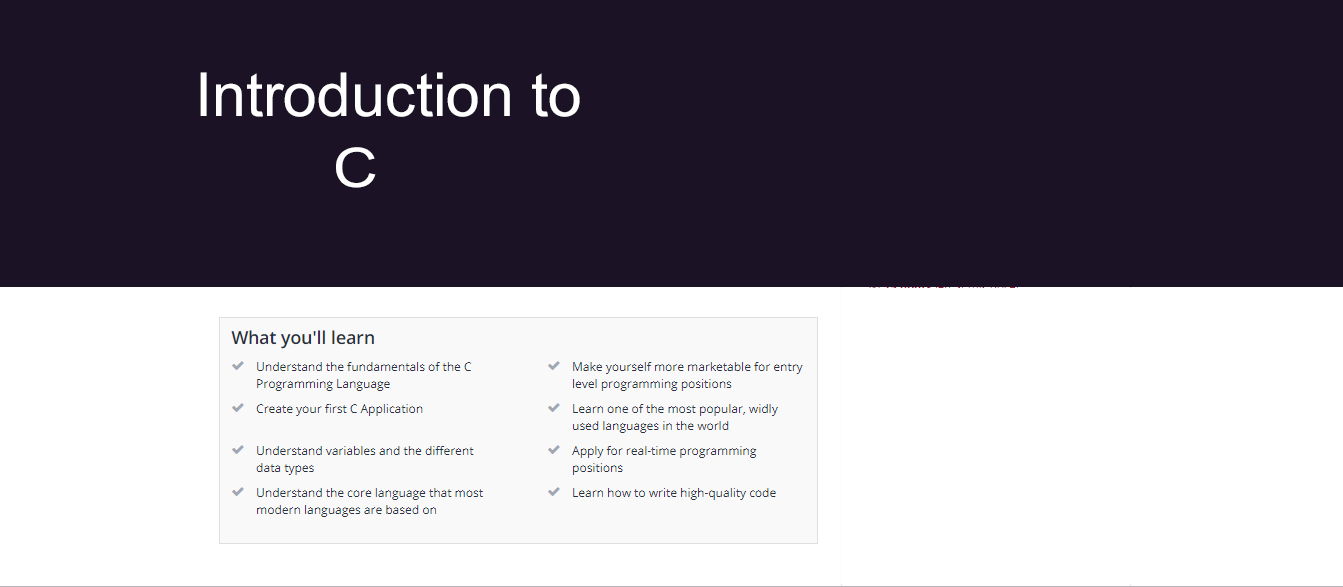 Introduction to
C
What you'll learn
Understand the fundamentals of the C
Programming Language
Create your first C Application
Understand variables and the different
data types
Understand the core language that most
modern languages are based on
Make yourself more marketable for entry
level programming positions
Learn one of the most popular, widly
used languages in the world
Apply for real-time programming
positions
Learn how to write high-quality code